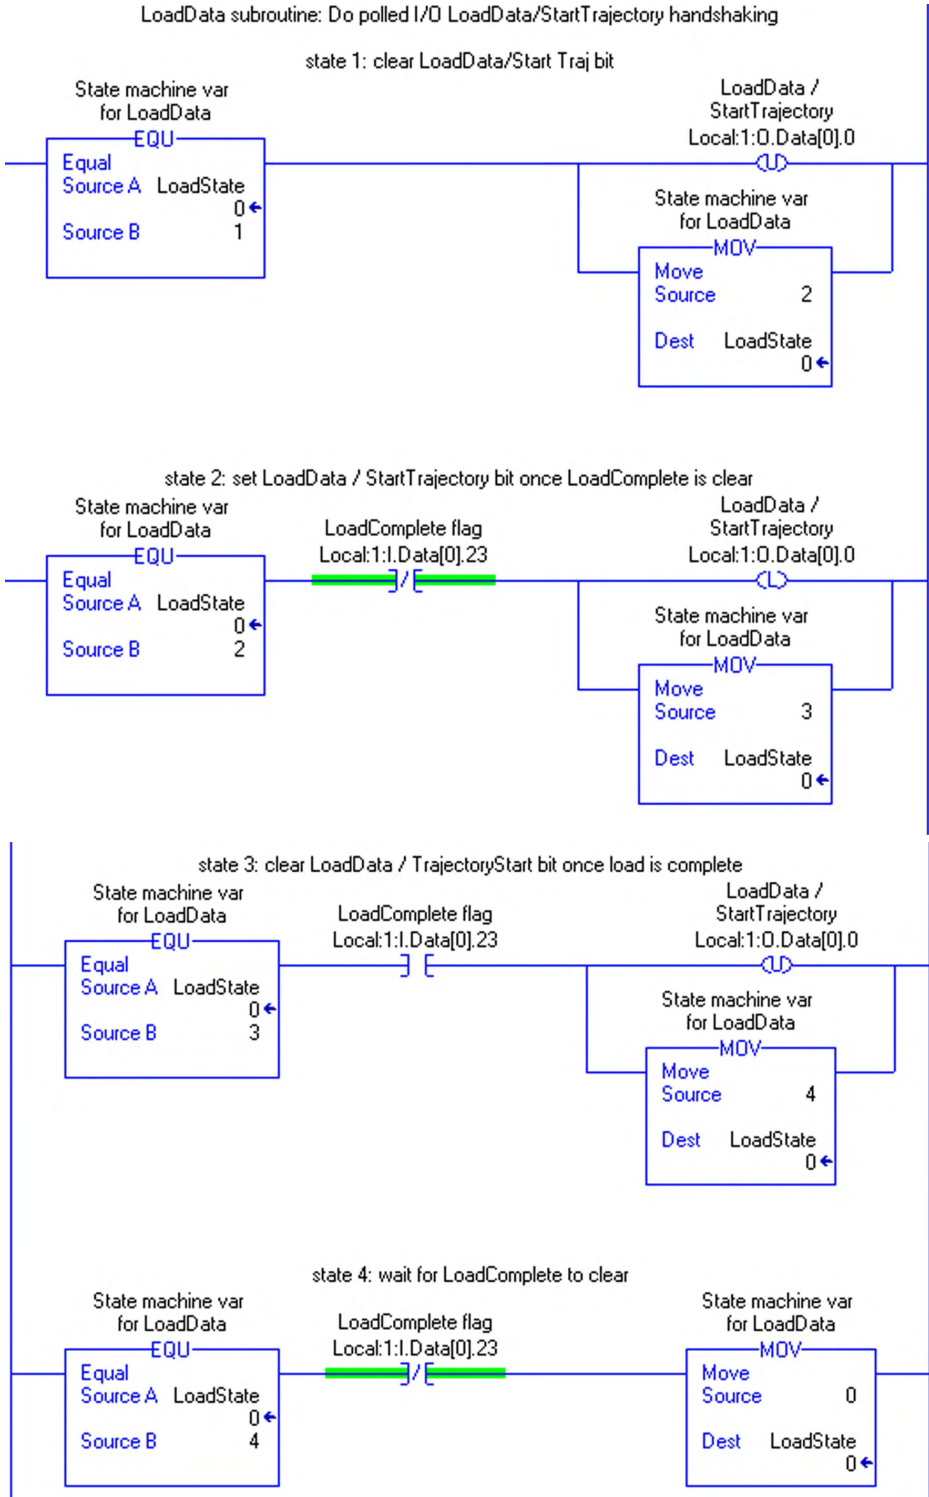 LoadData subroutine: Do polled I/O LoadData/StartTrajectory handshaking
state 1: clear LoadData/Start Traj bit
State machine var
for LoadData
EQU
Equal
Source A LoadState
0
Source B 1
LoadData /
StartTrajectory
Local:1:O.Data[0].0
U
State machine var
for LoadData
MOV
Move
Source 2
Dest LoadState
0
state 2: set LoadData / StartTrajectory bit once LoadComplete is clear
State machine var
for LoadData
EQU
Equal
Source A LoadState
0
Source B 2
LoadComplete flag
Local:1:I.Data[0].23
LoadData /
StartTrajectory
Local:1:O.Data[0].0
L
State machine var
for LoadData
MOV
Move
Source 3
Dest LoadState
0
state 3: clear LoadData / TrajectoryStart bit once load is complete
State machine var
for LoadData
EQU
Equal
Source A LoadState
0
Source B 3
LoadComplete flag
Local:1:I.Data[0].23
LoadData /
StartTrajectory
Local:1:O.Data[0].0
U
State machine var
for LoadData
MOV
Move
Source 4
Dest LoadState
0
state 4: wait for LoadComplete to clear
State machine var
for LoadData
EQU
Equal
Source A LoadState
0
Source B 4
LoadComplete flag
Local:1:I.Data[0].23
State machine var
for LoadData
MOV
Move
Source 0
Dest LoadState
0